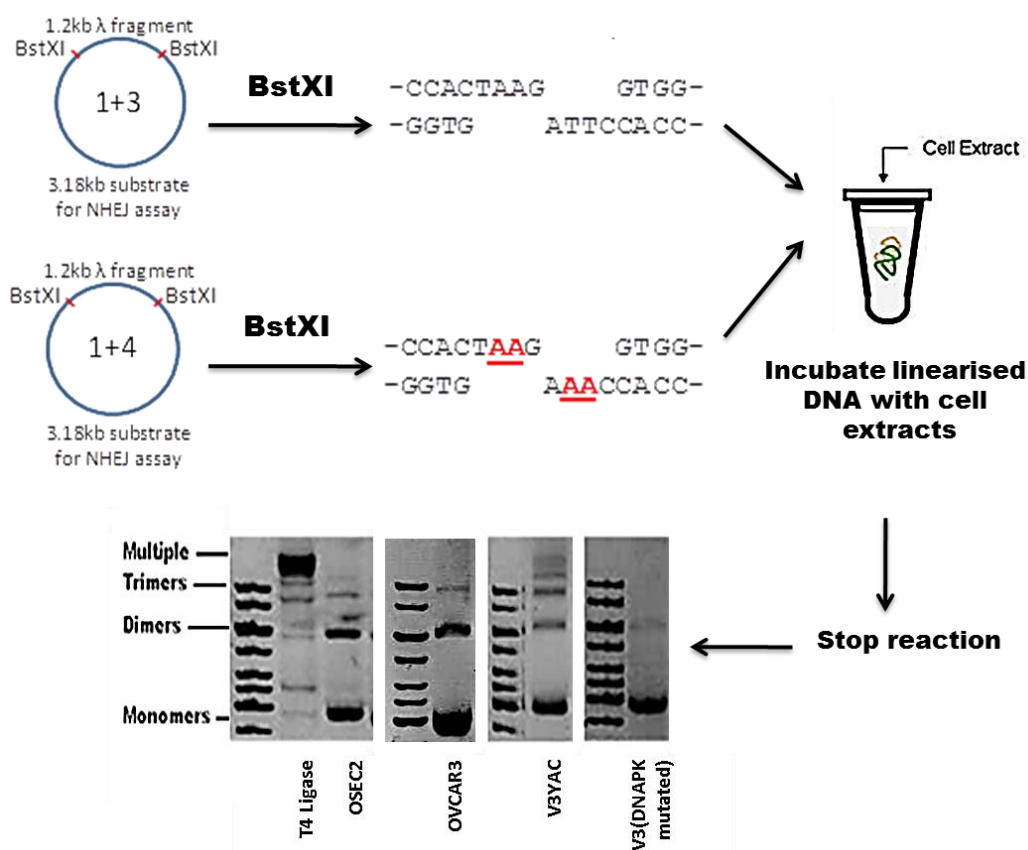 1.2kb λ fragment
BstXI BstXI
1+3
3.18kb substrate
for NHEJ assay
BstXI
-CCACTAAG GTGG-
-GGTG ATTCCACC-
Cell Extract
1.2kb λ fragment
BstXI BstXI
1+4
3.18kb substrate
for NHEJ assay
BstXI
-CCACTAAG GTGG-
-GGTG AAACCACC-
Incubate linearised
DNA with cell
extracts
Stop reaction
Multiple
Trimers
Dimers
Monomers
T4 Ligase
OSEC2
OVCAR3
V3YAC
V3(DNAPK
mutated)